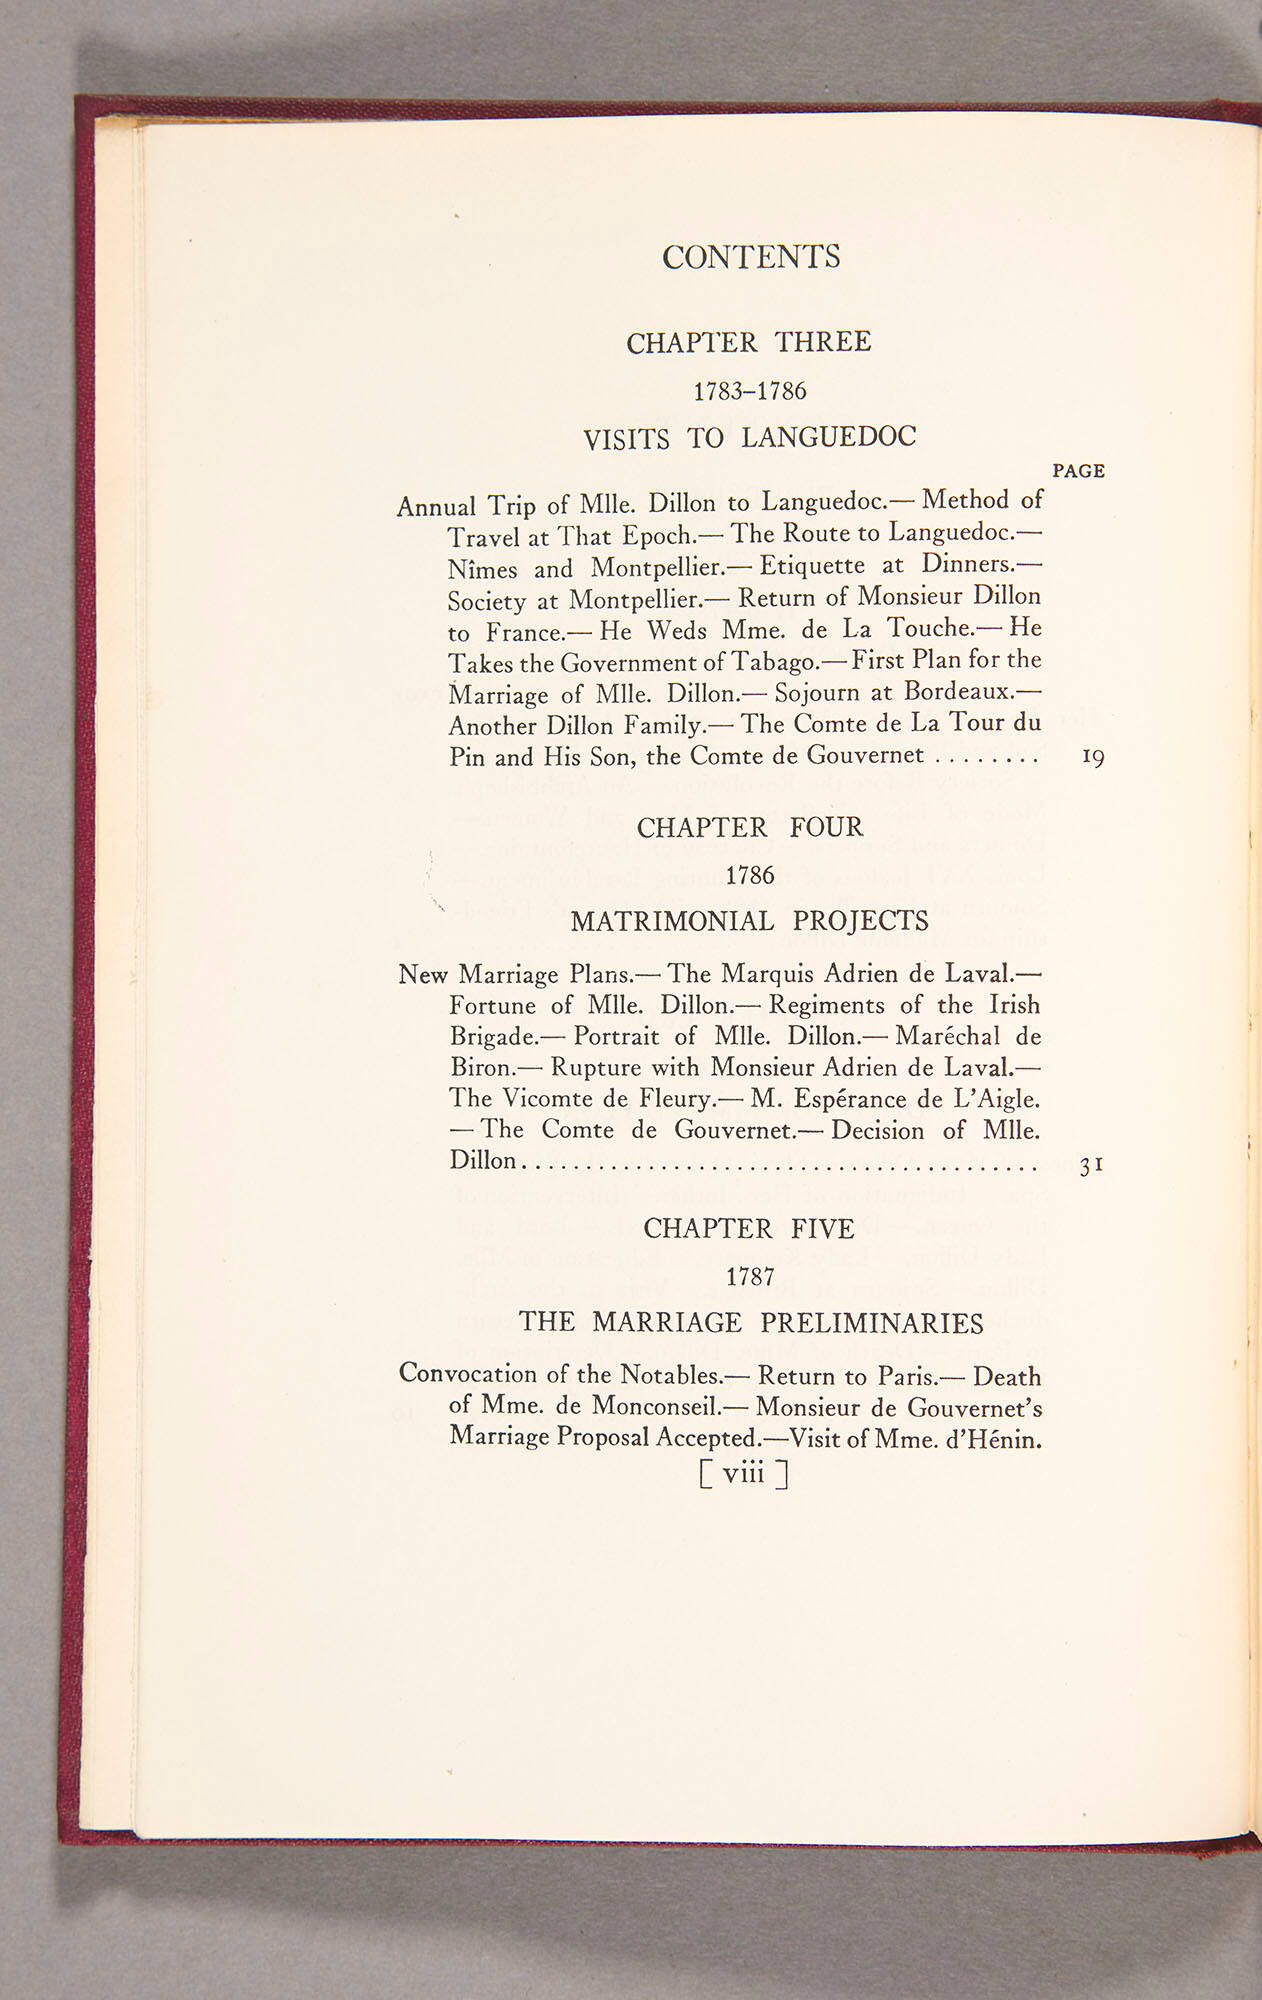 CONTENTS
CHAPTER THREE
1783–1786
VISITS TO LANGUEDOC
PAGE
Annual Trip of Mlle. Dillon to Languedoc.— Method of
Travel at That Epoch.— The Route to Languedoc.—
Nîmes and Montpellier.— Etiquette at Dinners.—
Society at Montpellier.— Return of Monsieur Dillon
to France.— He Weds Mme. de La Touche.— He
Takes the Government of Tabago.— First Plan for the
Marriage of Mlle. Dillon.— Sojourn at Bordeaux.—
Another Dillon Family.— The Comte de La Tour du
Pin and His Son, the Comte de Gouvernet ........ 19
CHAPTER FOUR
1786
MATRIMONIAL PROJECTS
New Marriage Plans.— The Marquis Adrien de Laval.—
Fortune of Mlle. Dillon.— Regiments of the Irish
Brigade.— Portrait of Mlle. Dillon.— Maréchal de
Biron.— Rupture with Monsieur Adrien de Laval.—
The Vicomte de Fleury.— M. Espérance de L'Aigle.
— The Comte de Gouvernet.— Decision of Mlle.
Dillon........................................ 31
CHAPTER FIVE
1787
THE MARRIAGE PRELIMINARIES
Convocation of the Notables.— Return to Paris.— Death
of Mme. de Monconseil.— Monsieur de Gouvernet's
Marriage Proposal Accepted.—Visit of Mme. d'Hénin.
[ viii ]